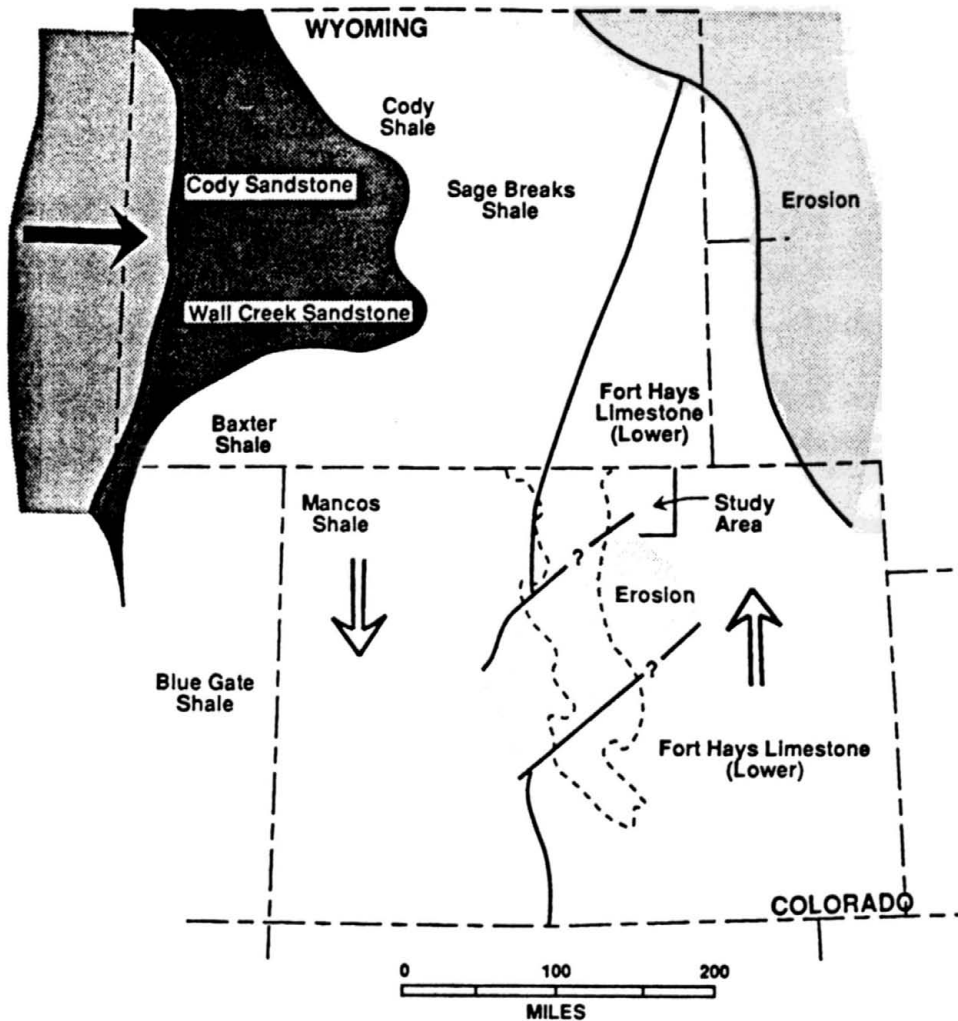 WYOMING
Cody
Shale
Cody Sandstone
Sage Breaks
Shale
Erosion
Wall Creek Sandstone
Fort Hays
Limestone
(Lower)
Baxter
Shale
Mancos
Shale
Study
Area
?
Erosion
Blue Gate
Shale
?
Fort Hays Limestone
(Lower)
COLORADO
0 100 200
MILES